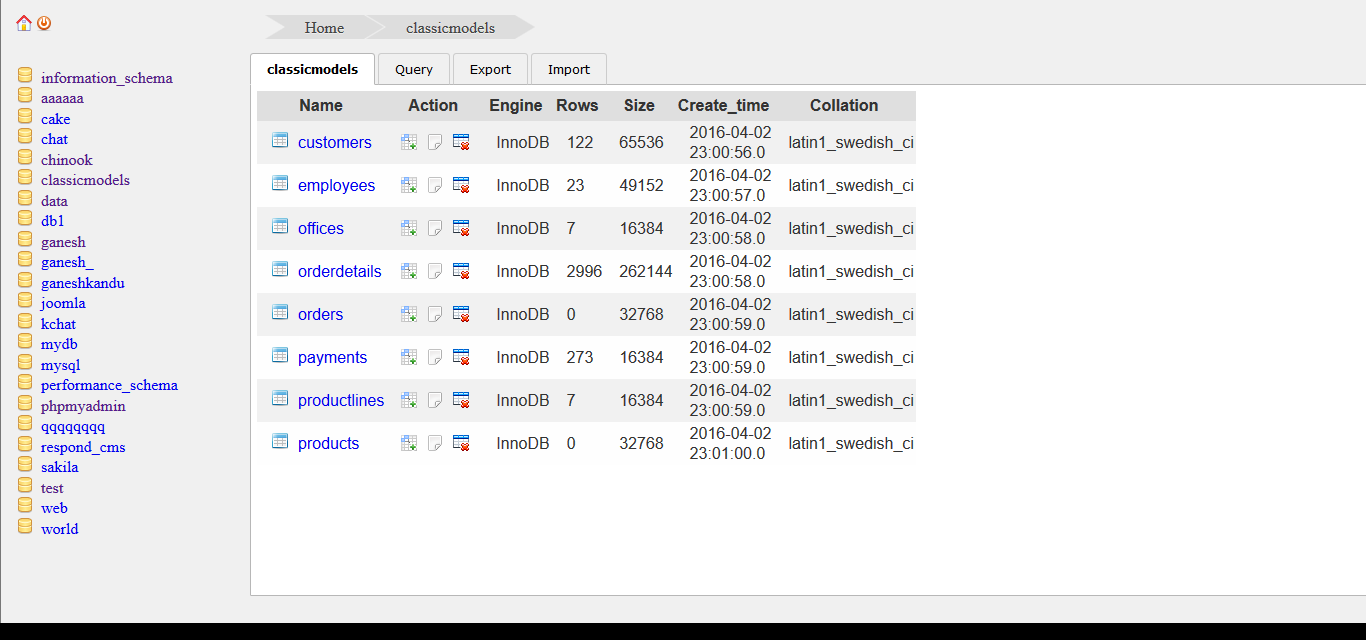 Home classicmodels
information_schema
aaaaaa
cake
chat
chinook
classicmodels
data
db1
ganesh
ganesh_
ganeshkandu
joomla
kchat
mydb
mysql
performance_schema
phpmyadmin
qqqqqqqq
respond_cms
sakila
test
web
world
classicmodels Query Export Import
Name Action Engine Rows Size Create_time Collation
customers InnoDB 122 65536 2016-04-02 latin1_swedish_ci
23:00:56.0
employees InnoDB 23 49152 2016-04-02 latin1_swedish_ci
23:00:57.0
offices InnoDB 7 16384 2016-04-02 latin1_swedish_ci
23:00:58.0
orderdetails InnoDB 2996 262144 2016-04-02 latin1_swedish_ci
23:00:58.0
orders InnoDB 0 32768 2016-04-02 latin1_swedish_ci
23:00:59.0
payments InnoDB 273 16384 2016-04-02 latin1_swedish_ci
23:00:59.0
productlines InnoDB 7 16384 2016-04-02 latin1_swedish_ci
23:00:59.0
products InnoDB 0 32768 2016-04-02 latin1_swedish_ci
23:01:00.0